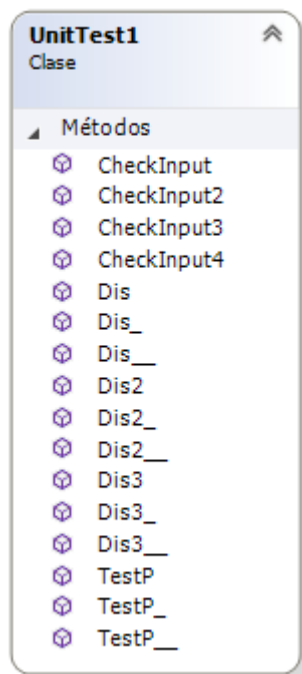 UnitTest1
Clase
Métodos
CheckInput
CheckInput2
CheckInput3
CheckInput4
Dis
Dis_
Dis__
Dis2
Dis2_
Dis2__
Dis3
Dis3_
Dis3__
TestP
TestP_
TestP__